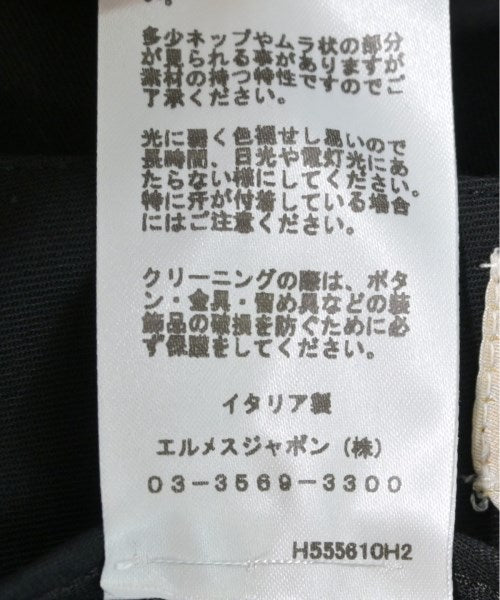 す。
多少ネップやムラ状の部分
が見られる事がありますが
素材の持つ特性ですのでご
了承ください。
光に弱く色褪せし易いので
長時間、日光や電灯光にあ
たらない様にしてください。
特に汗が付着している場合
にはご注意ください。
クリーニングの際は、ボタ
ン・金具・留め具などの装
飾品の破損を防ぐために必
ず保護をしてください。
イタリア製
エルメスジャポン(株)
03-3569-3300
H555610H2